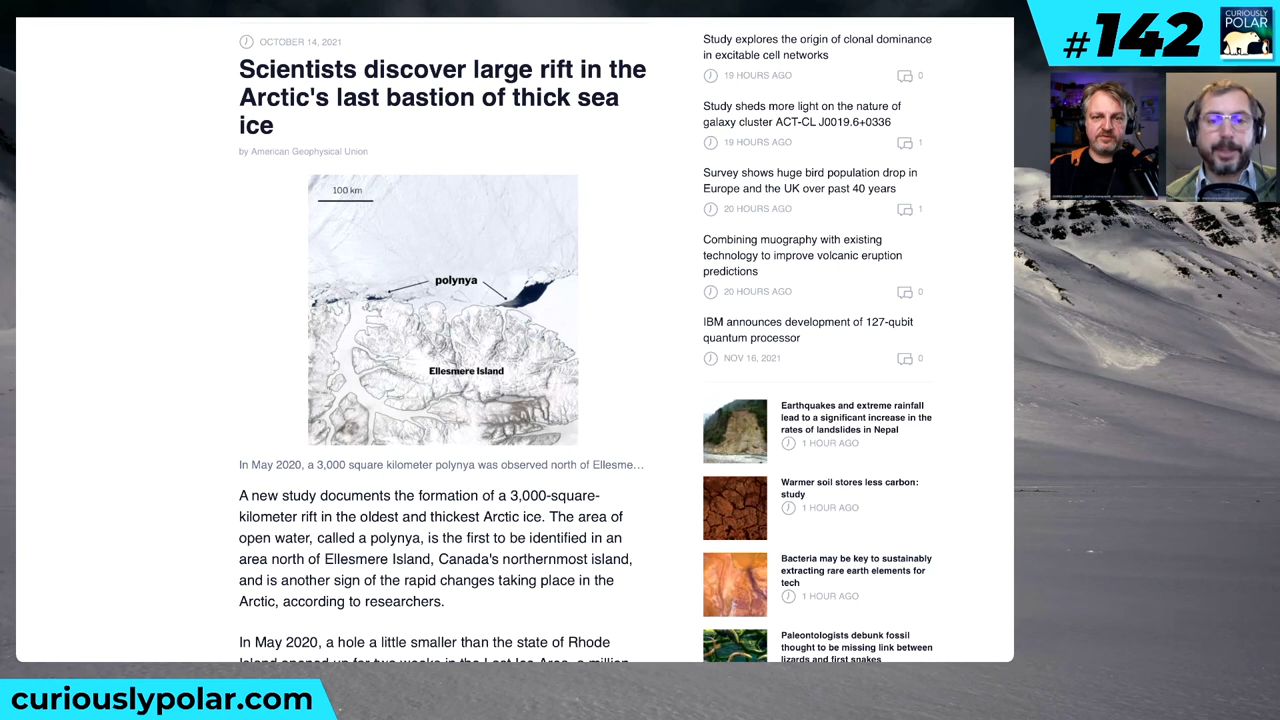 OCTOBER 14, 2021
Scientists discover large rift in the
Arctic's last bastion of thick sea
ice
by American Geophysical Union
100 km
polynya
Ellesmere Island
In May 2020, a 3,000 square kilometer polynya was observed north of Ellesme...
A new study documents the formation of a 3,000-square-
kilometer rift in the oldest and thickest Arctic ice. The area of
open water, called a polynya, is the first to be identified in an
area north of Ellesmere Island, Canada's northernmost island,
and is another sign of the rapid changes taking place in the
Arctic, according to researchers.
In May 2020, a hole a little smaller than the state of Rhode
Island opened up for two weeks in the Last Ice Area, a million-
Study explores the origin of clonal dominance
in excitable cell networks
19 HOURS AGO 0
Study sheds more light on the nature of
galaxy cluster ACT-CL J0019.6+0336
19 HOURS AGO 1
Survey shows huge bird population drop in
Europe and the UK over past 40 years
20 HOURS AGO 1
Combining muography with existing
technology to improve volcanic eruption
predictions
20 HOURS AGO 0
IBM announces development of 127-qubit
quantum processor
NOV 16, 2021 0
Earthquakes and extreme rainfall
lead to a significant increase in the
rates of landslides in Nepal
1 HOUR AGO
Warmer soil stores less carbon:
study
1 HOUR AGO
Bacteria may be key to sustainably
extracting rare earth elements for
tech
1 HOUR AGO
Paleontologists debunk fossil
thought to be missing link between
lizards and first snakes
#142
CURIOUSLY
POLAR
curiouslypolar.com